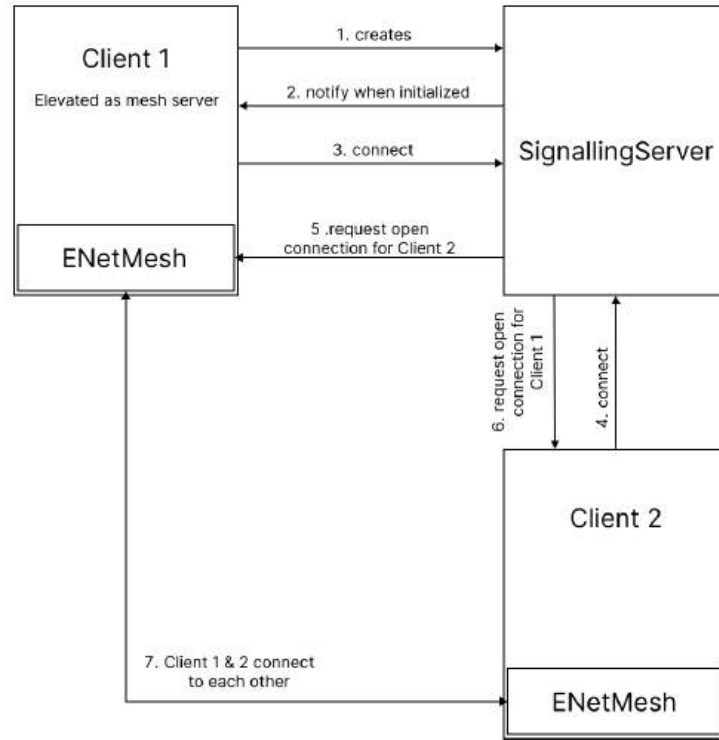 Client 1
Elevated as mesh server
ENetMesh
1. creates
2. notify when initialized
3. connect
5 .request open
connection for Client 2
SignallingServer
6. request open
connection for
Client 1
4. connect
Client 2
ENetMesh
7. Client 1 & 2 connect
to each other